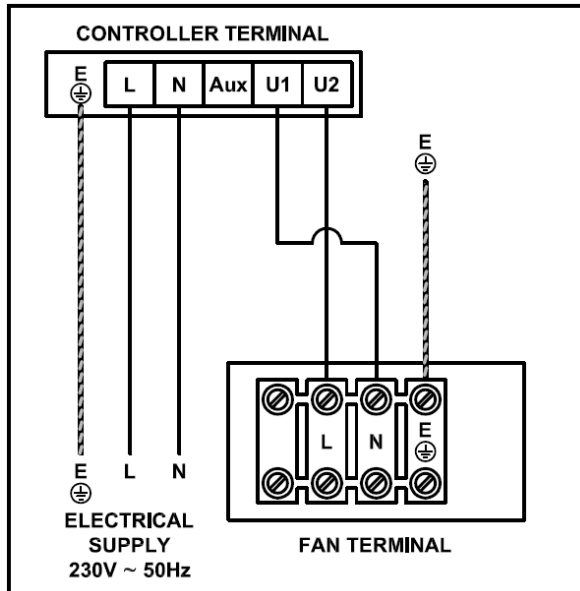 CONTROLLER TERMINAL
E L N Aux U1 U2
E
L N E
E L N
ELECTRICAL
SUPPLY
230V ~ 50Hz
FAN TERMINAL